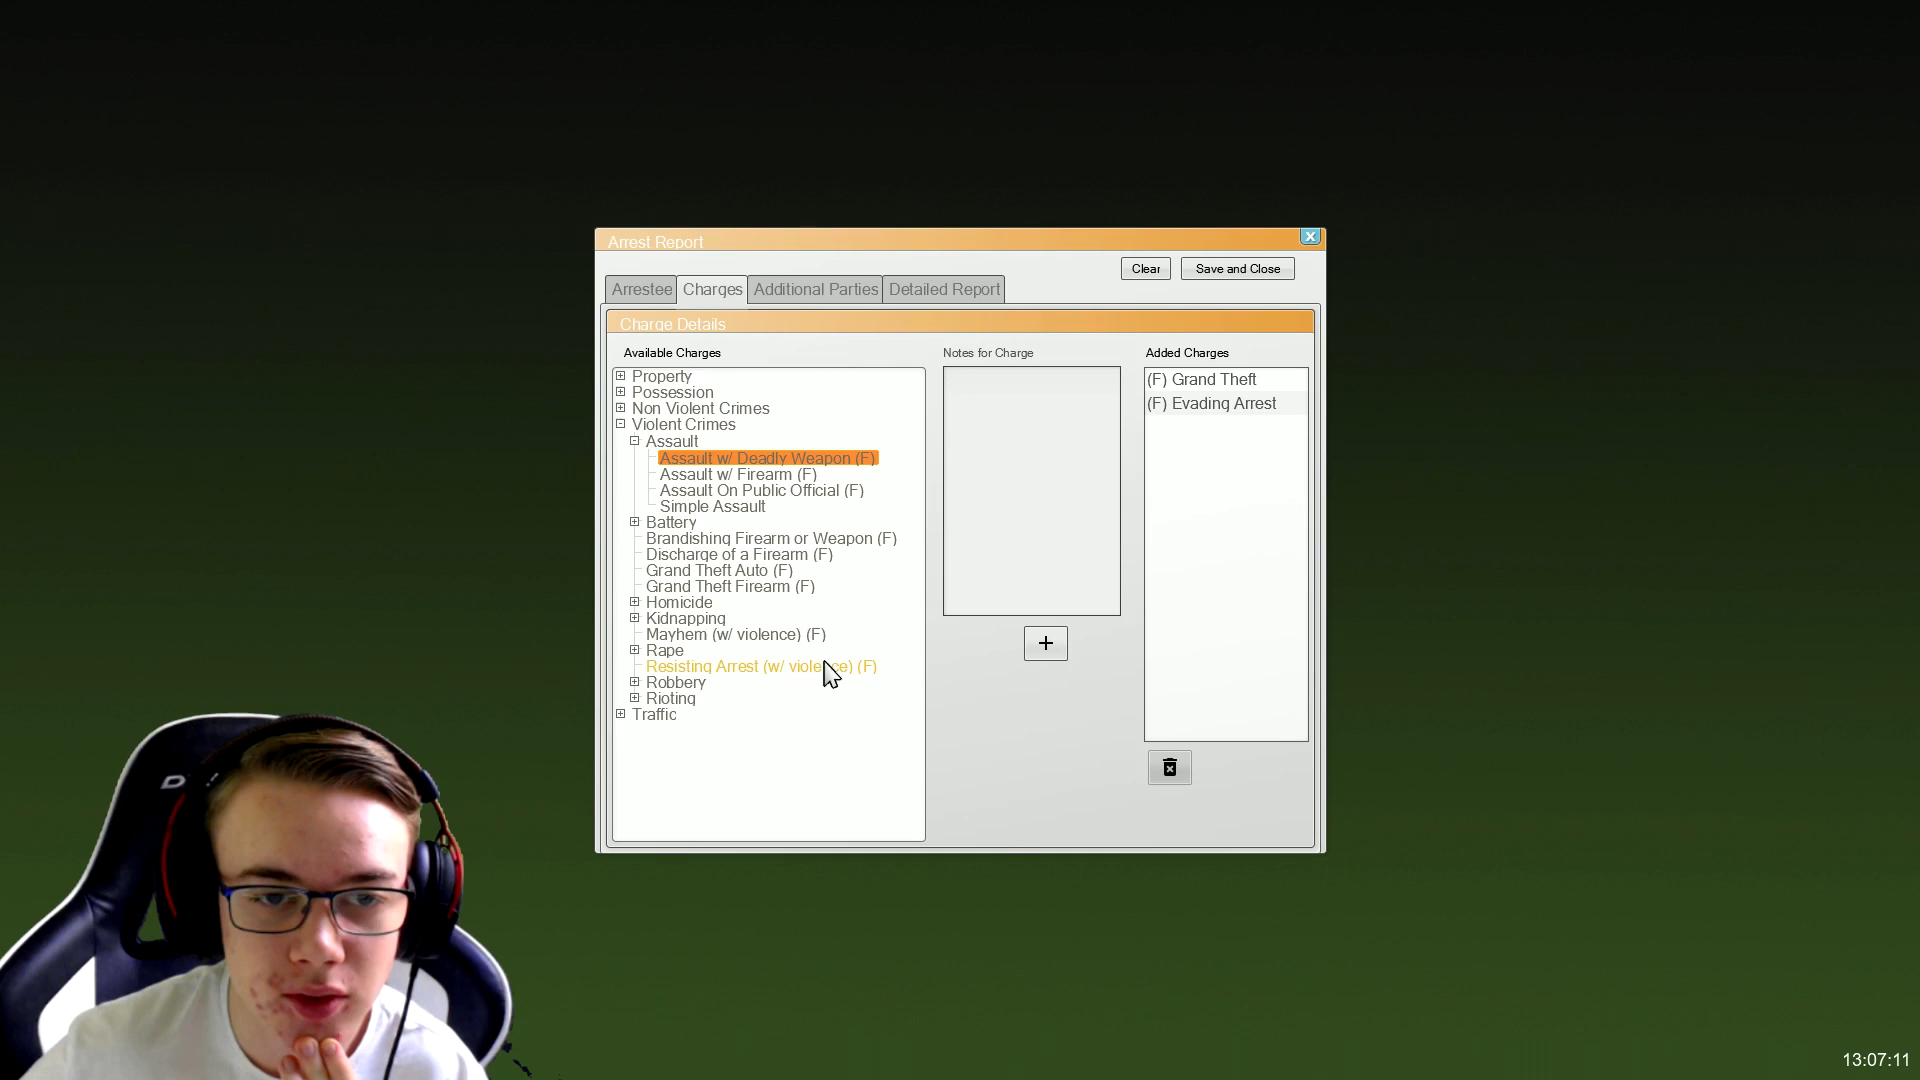 Arrest Report
X
Clear
Save and Close
Arrestee
Charges
Additional Parties
Detailed Report
Charge Details
Available Charges
Notes for Charge
Added Charges
Property
Possession
Non Violent Crimes
Violent Crimes
Assault
Assault w/ Deadly Weapon (F)
Assault w/ Firearm (F)
Assault On Public Official (F)
Simple Assault
Battery
Brandishing Firearm or Weapon (F)
Discharge of a Firearm (F)
Grand Theft Auto (F)
Grand Theft Firearm (F)
Homicide
Kidnapping
Mayhem (w/ violence) (F)
Rape
Resisting Arrest (w/ violence) (F)
Robbery
Rioting
Traffic
+
(F) Grand Theft
(F) Evading Arrest
13:07:11